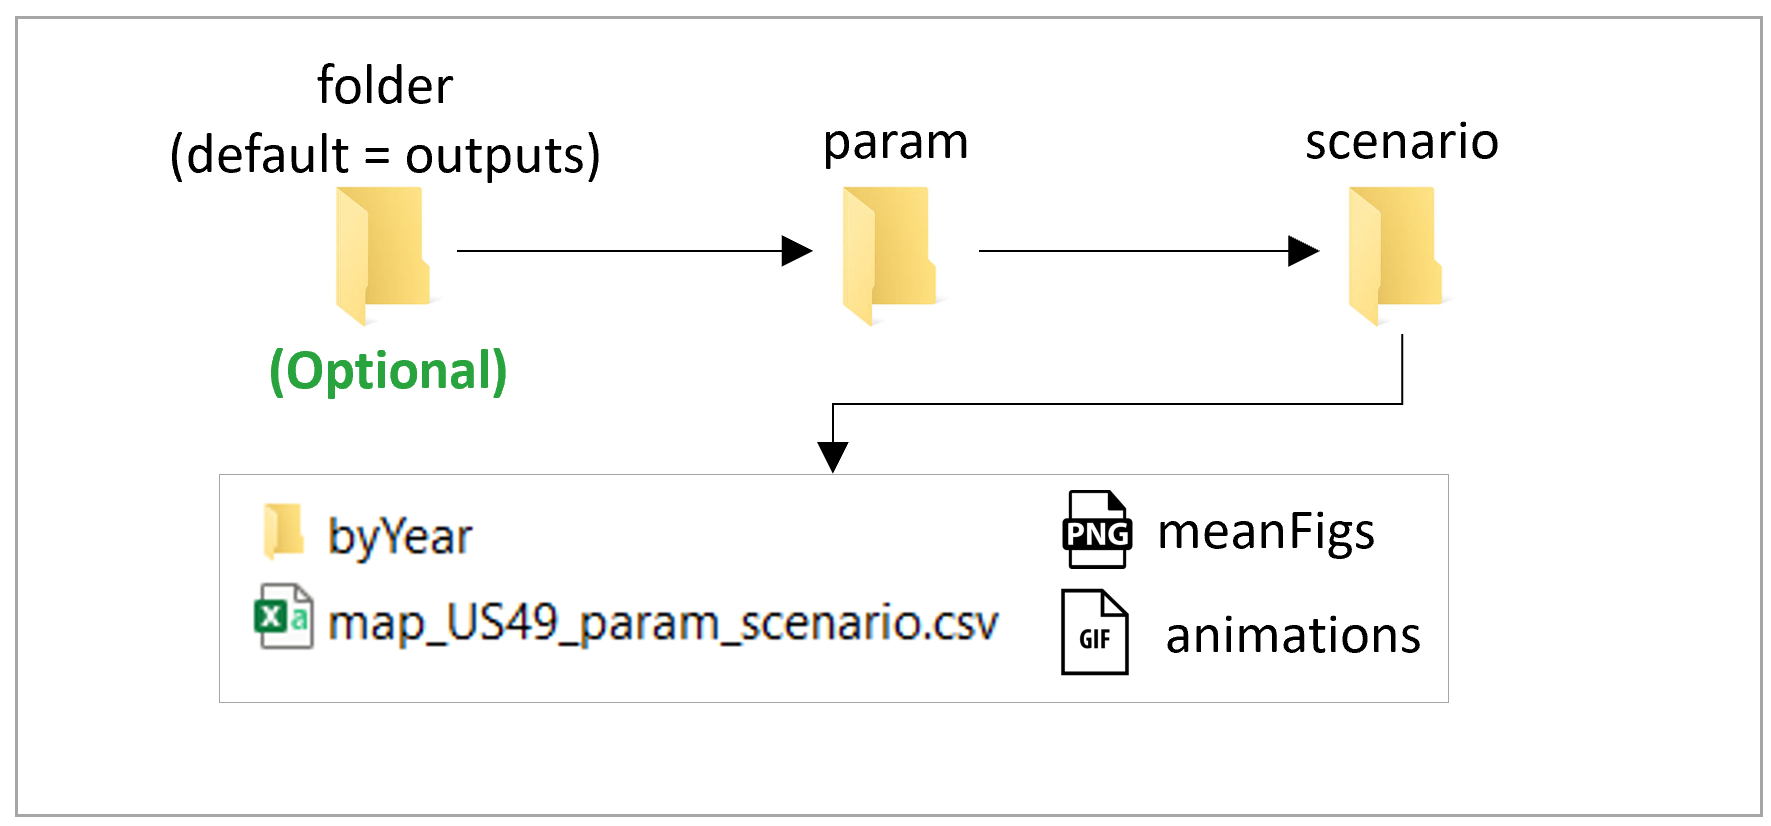 folder
(default = outputs)
param
scenario
(Optional)
byYear
map_US49_param_scenario.csv
PNG
meanFigs
GIF
animations